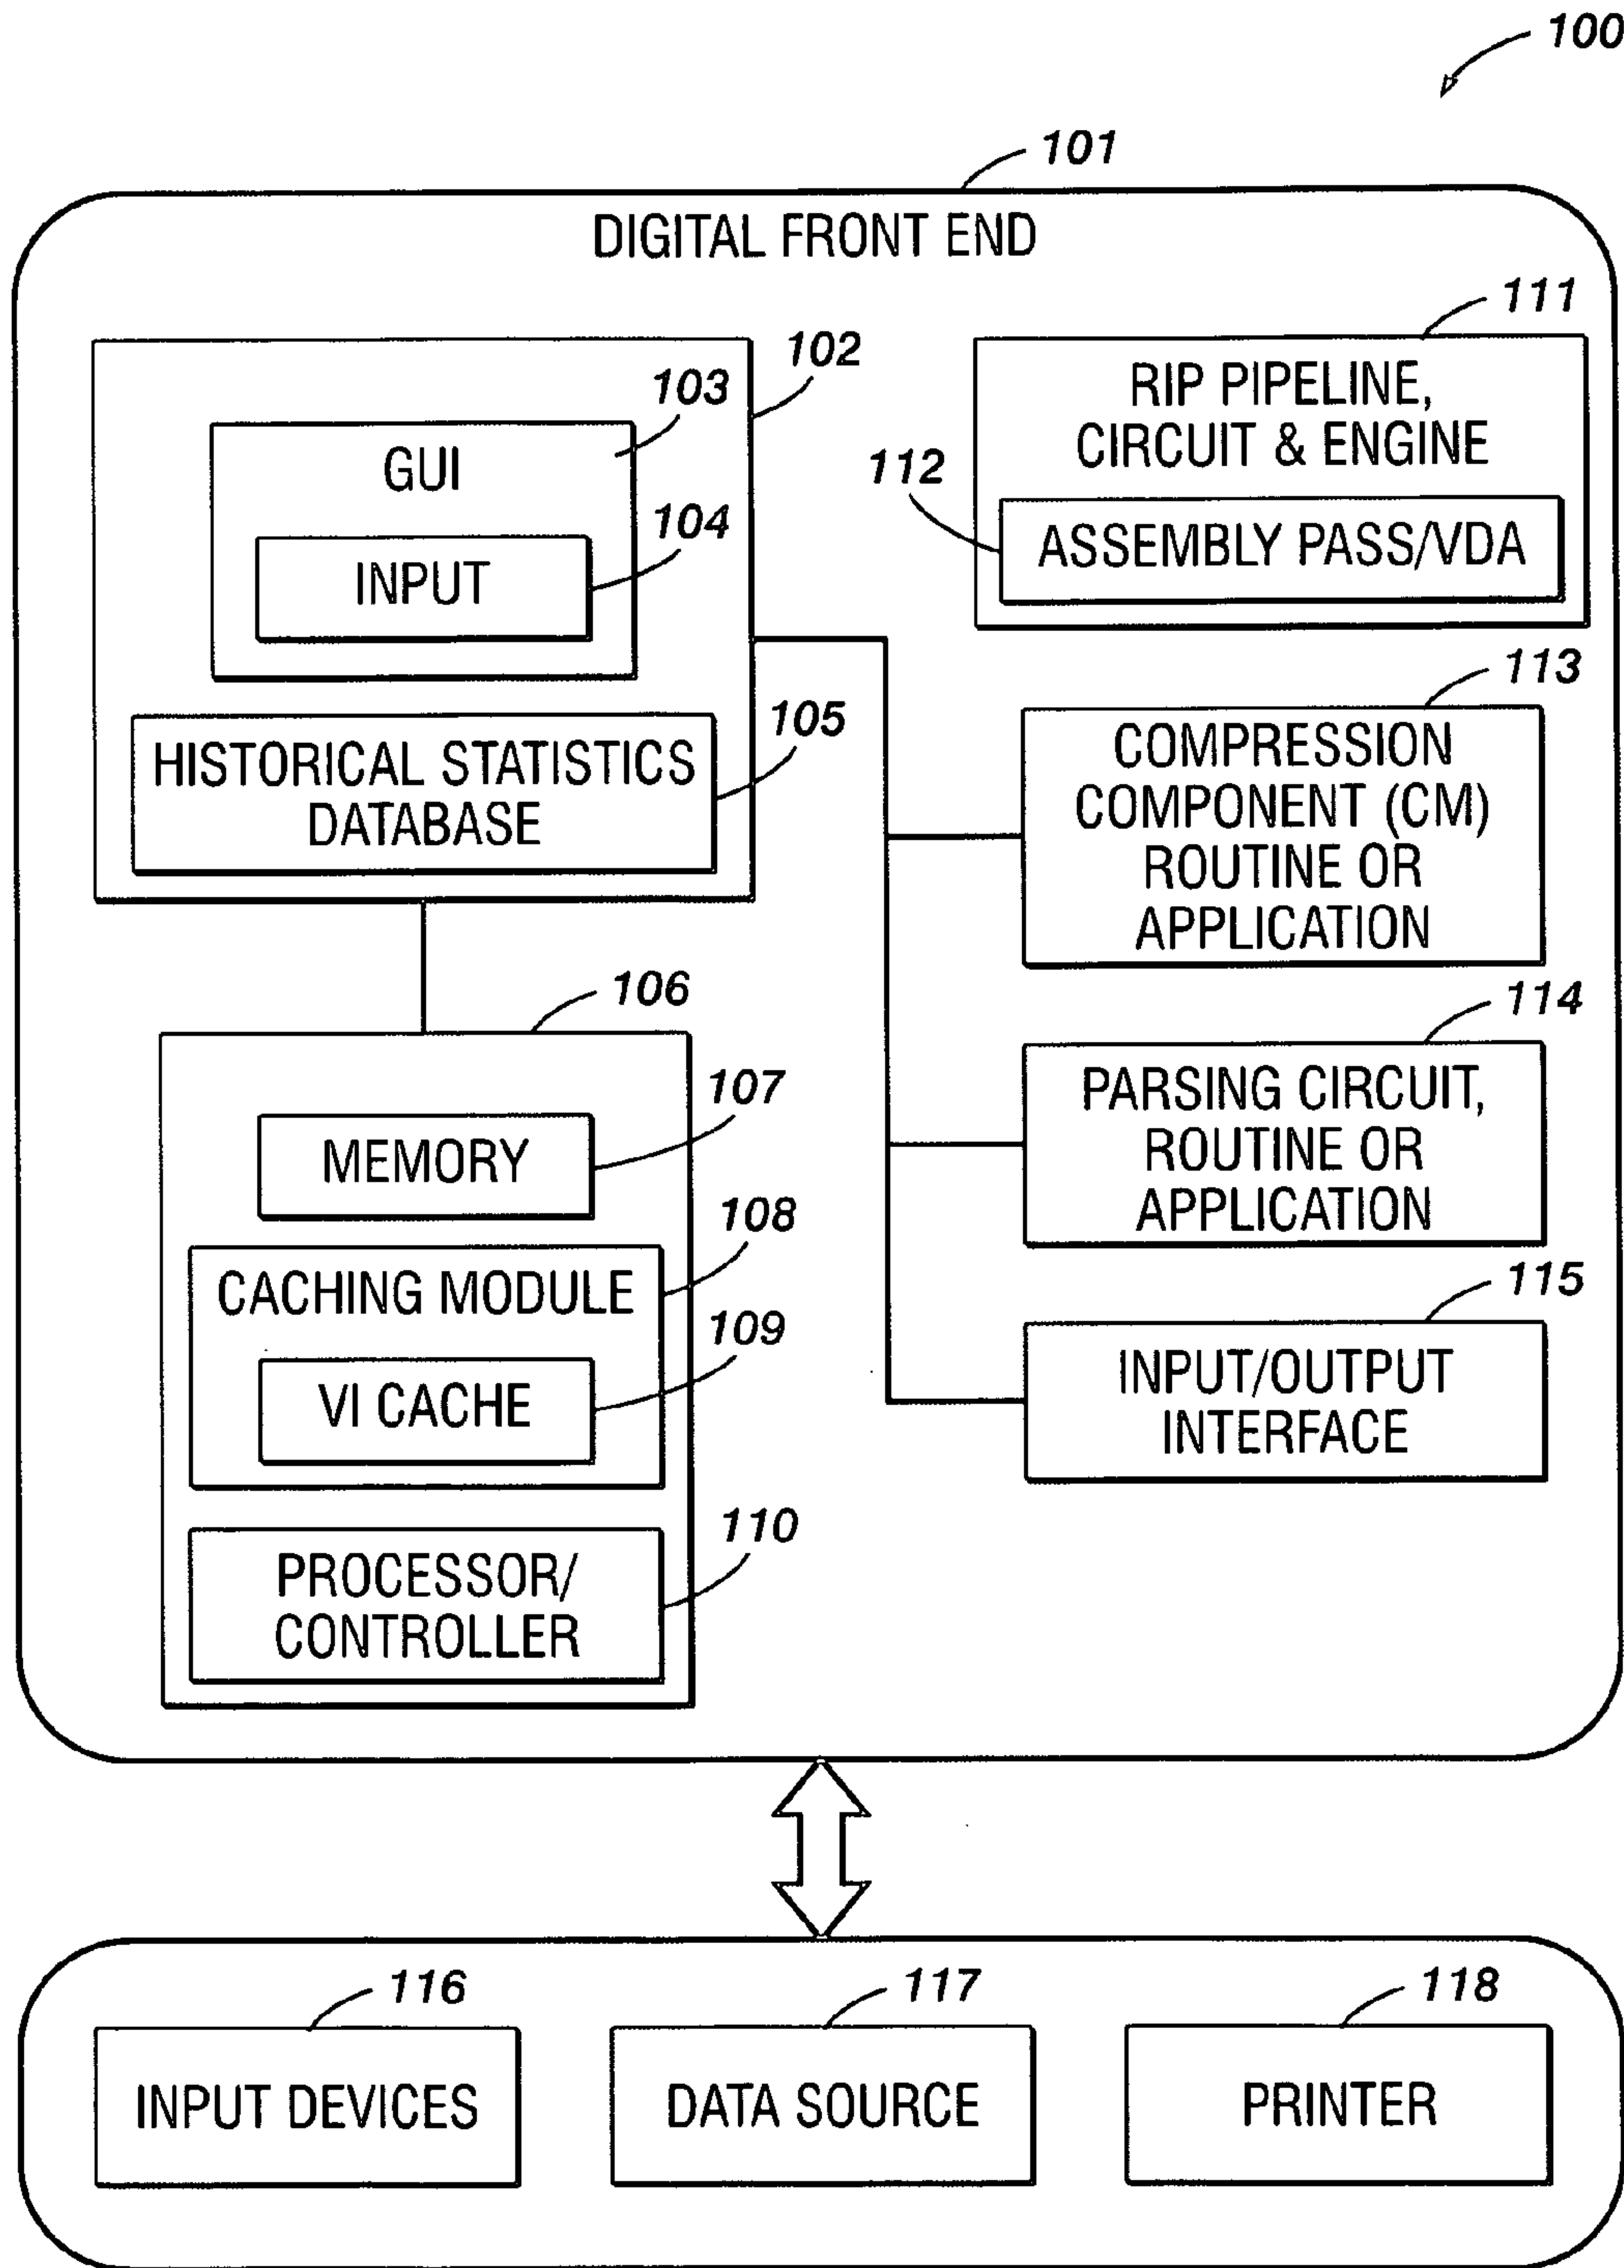 100
101
DIGITAL FRONT END
102
103
GUI
104
INPUT
105
HISTORICAL STATISTICS
DATABASE
106
107
MEMORY
108
CACHING MODULE
109
VI CACHE
110
PROCESSOR/
CONTROLLER
111
RIP PIPELINE,
CIRCUIT & ENGINE
112
ASSEMBLY PASS/VDA
113
COMPRESSION
COMPONENT (CM)
ROUTINE OR
APPLICATION
114
PARSING CIRCUIT,
ROUTINE OR
APPLICATION
115
INPUT/OUTPUT
INTERFACE
116
INPUT DEVICES
117
DATA SOURCE
118
PRINTER